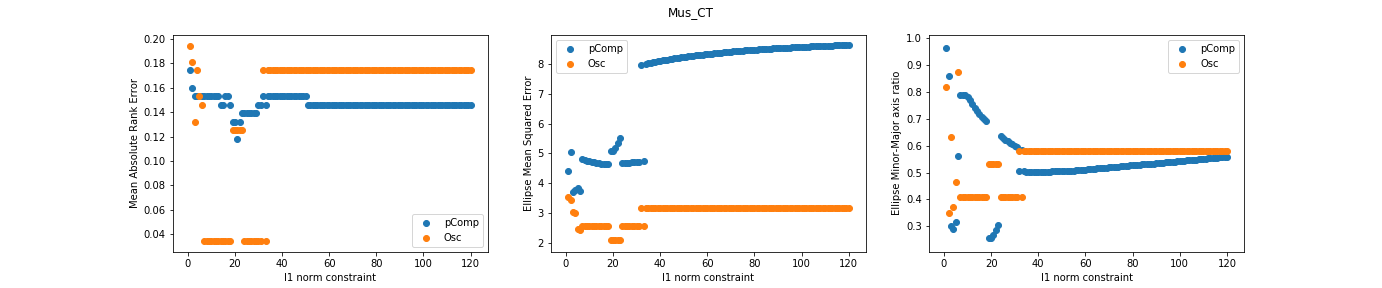 Mus_CT
Mean Absolute Rank Error
0.20
0.18
0.16
0.14
0.12
0.10
0.08
0.06
0.04
pComp
Osc
0 20 40 60 80 100 120
l1 norm constraint
Ellipse Mean Squared Error
8
7
6
5
4
3
2
pComp
Osc
0 20 40 60 80 100 120
l1 norm constraint
Ellipse Minor-Major axis ratio
1.0
0.9
0.8
0.7
0.6
0.5
0.4
0.3
pComp
Osc
0 20 40 60 80 100 120
l1 norm constraint